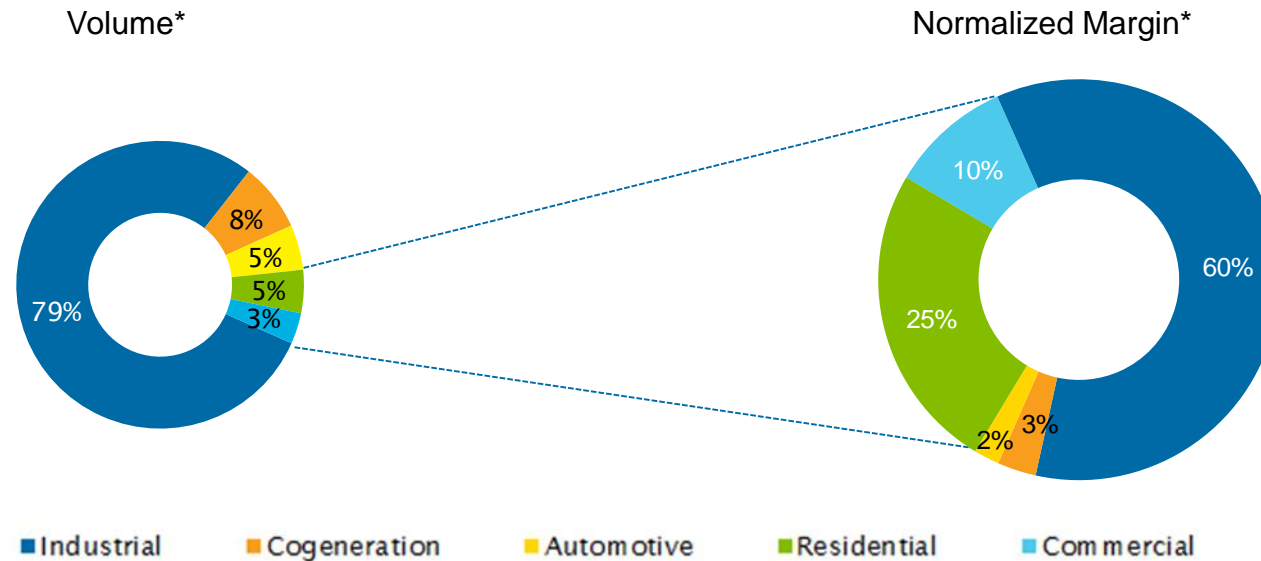 Volume*
Normalized Margin*
79%
8%
5%
5%
3%
10%
60%
25%
2%
3%
Industrial
Cogeneration
Automotive
Residential
Commercial